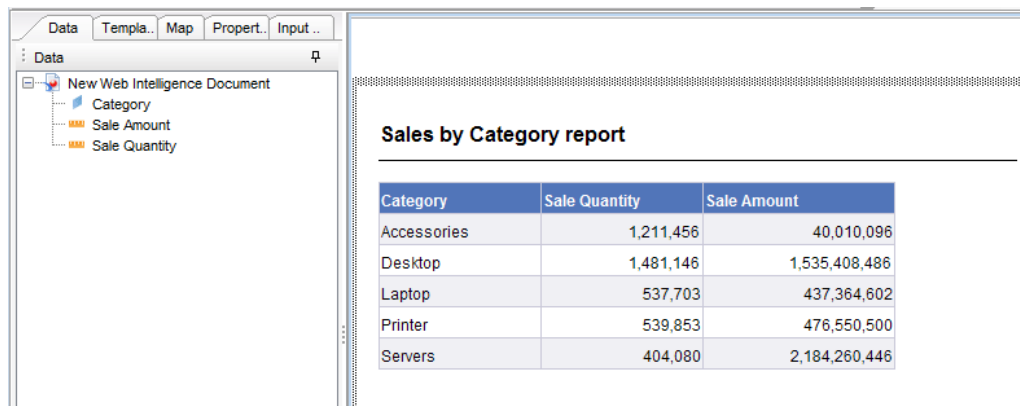 Data Templa.. Map Propert.. Input ..
Data
New Web Intelligence Document
Category
Sale Amount
Sale Quantity
Sales by Category report
Category Sale Quantity Sale Amount
Accessories 1,211,456 40,010,096
Desktop 1,481,146 1,535,408,486
Laptop 537,703 437,364,602
Printer 539,853 476,550,500
Servers 404,080 2,184,260,446